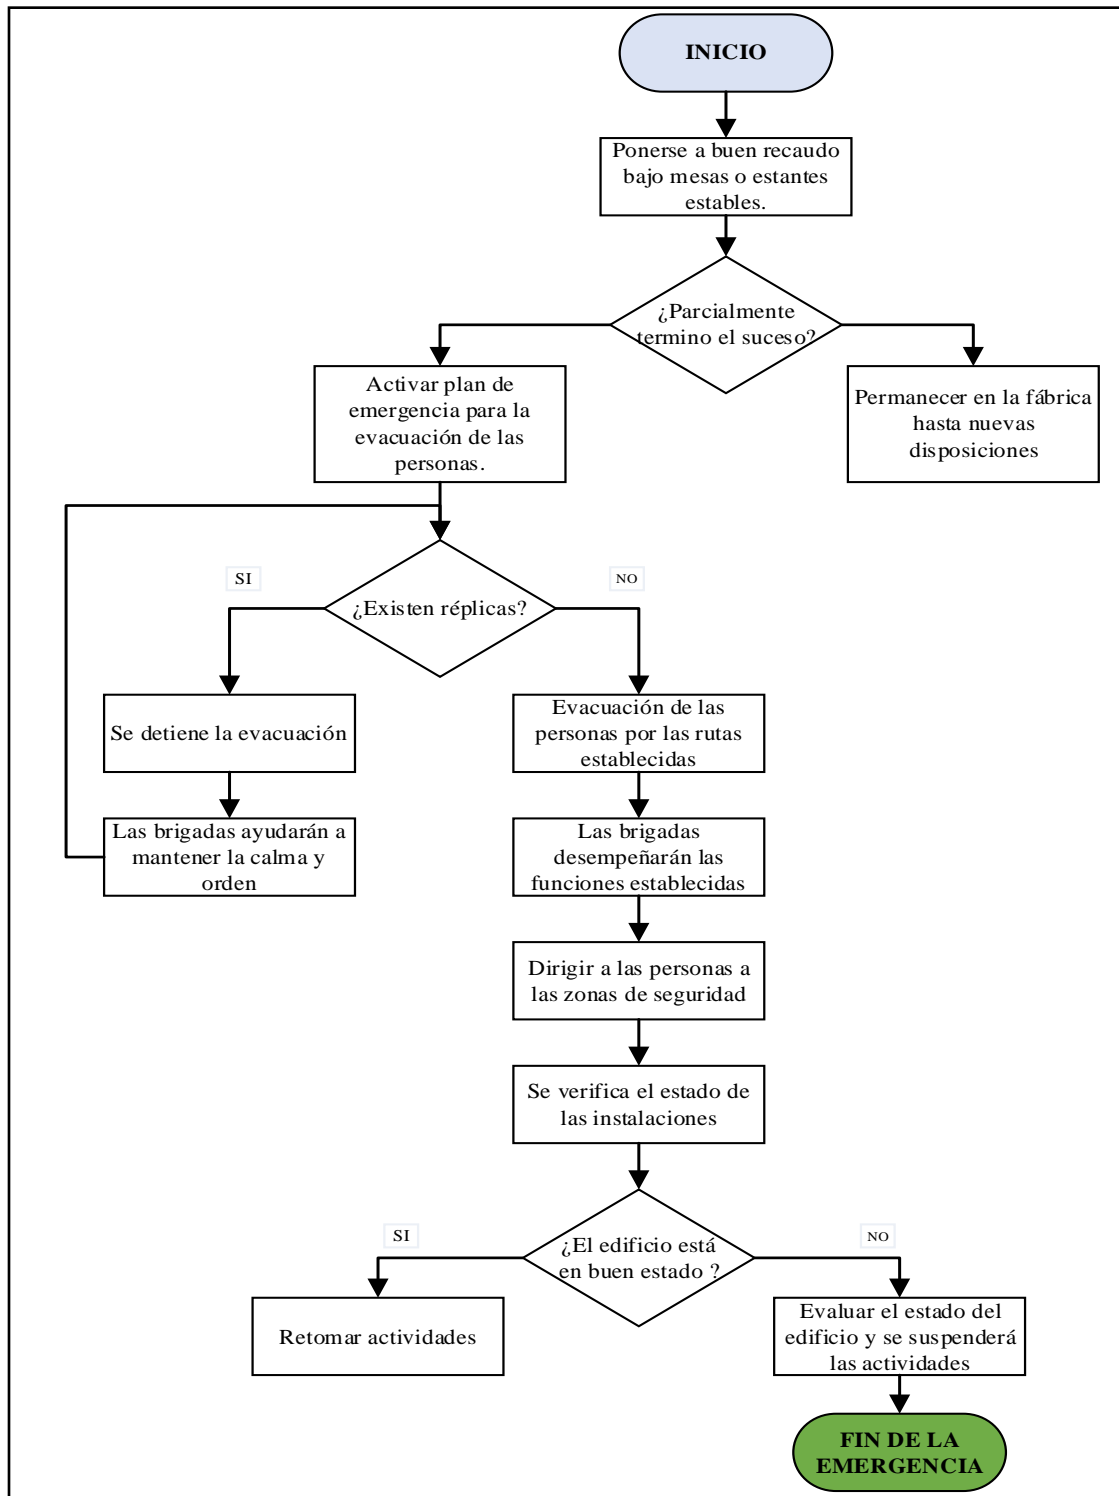 INICIO
Ponerse a buen recaudo
bajo mesas o estantes
estables.
¿Parcialmente
termino el suceso?
Activar plan de
emergencia para la
evacuación de las
personas.
Permanecer en la fábrica
hasta nuevas
disposiciones
SI
NO
¿Existen réplicas?
Se detiene la evacuación
Evacuación de las
personas por las rutas
establecidas
Las brigadas ayudarán a
mantener la calma y
orden
Las brigadas
desempeñarán las
funciones establecidas
Dirigir a las personas a
las zonas de seguridad
Se verifica el estado de
las instalaciones
SI
NO
¿El edificio está
en buen estado ?
Retomar actividades
Evaluar el estado del
edificio y se suspenderá
las actividades
FIN DE LA
EMERGENCIA